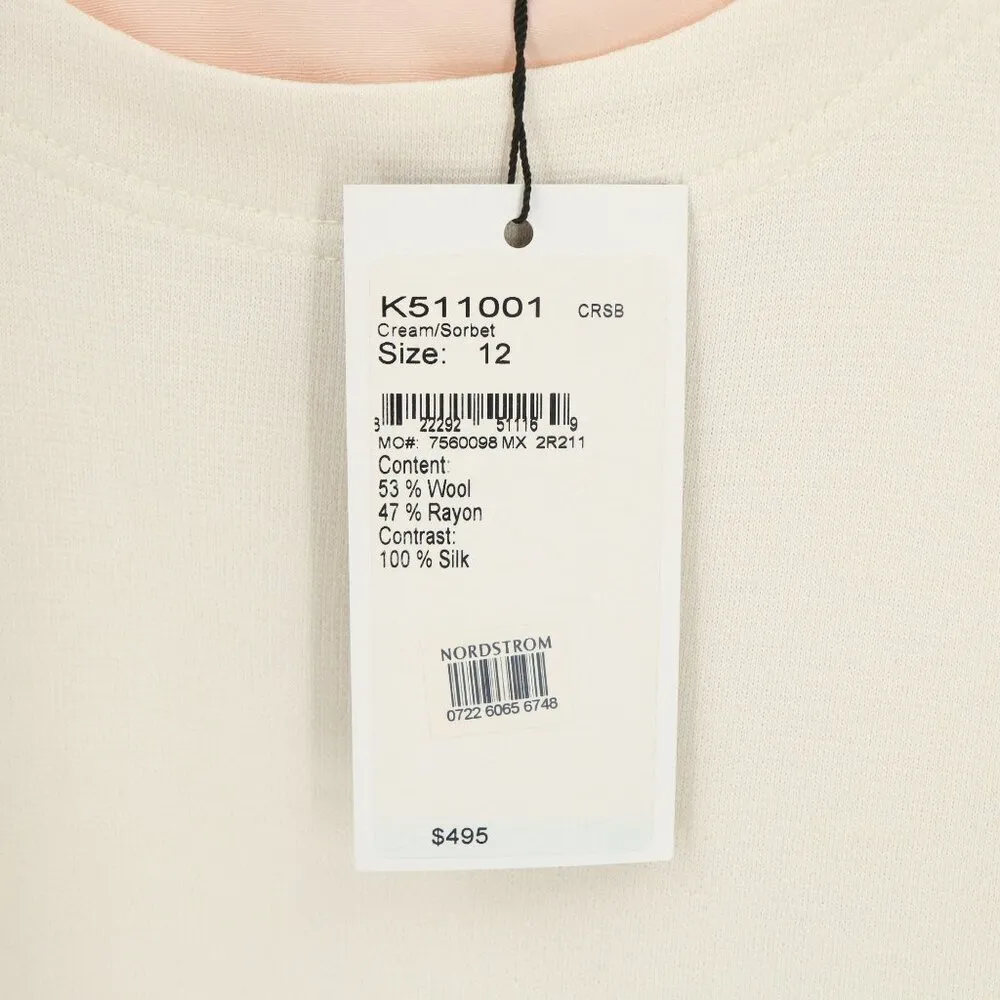 K511001 CRSB
Cream/Sorbet
Size: 12
8 22292 51116 9
MO#: 7560098 MX 2R211
Content:
53 % Wool
47 % Rayon
Contrast:
100 % Silk
NORDSTROM
0722 6065 6748
$495